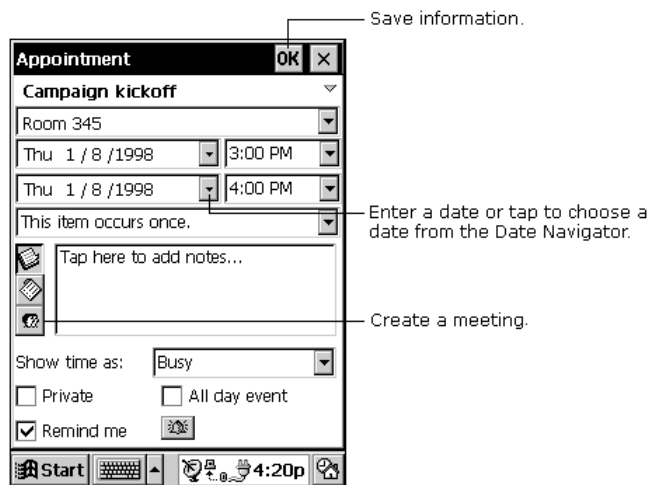 Save information.
Appointment OK
Campaign kickoff
Room 345
Thu 1 / 8 /1998 3:00 PM
Thu 1 / 8 /1998 4:00 PM
Enter a date or tap to choose a
date from the Date Navigator.
This item occurs once.
Tap here to add notes...
Create a meeting.
Show time as: Busy
Private All day event
Remind me
Start 4:20p